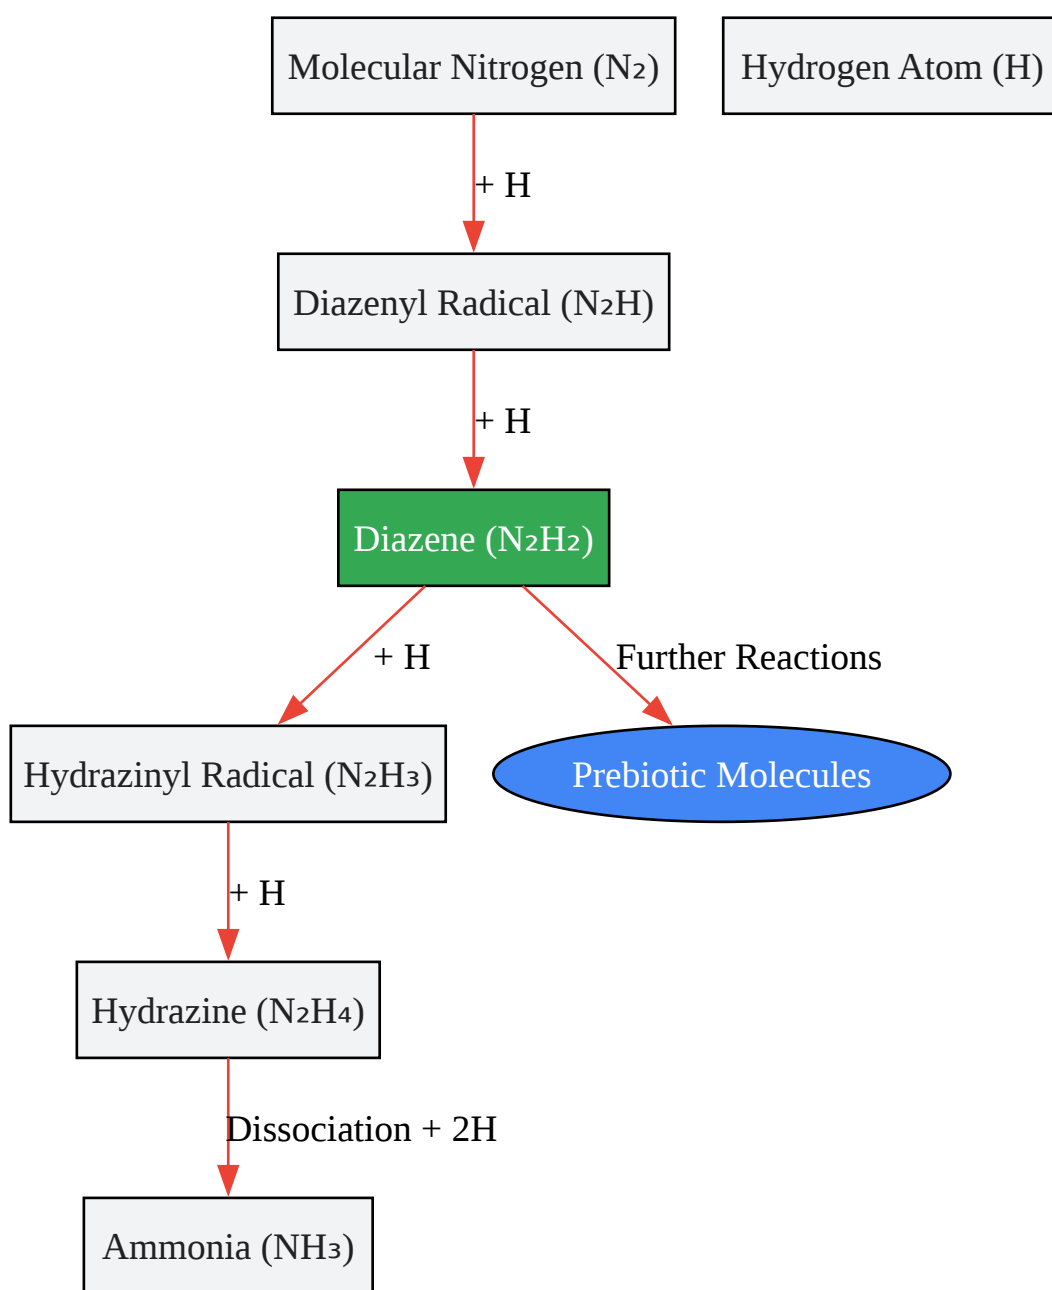 Molecular Nitrogen (N₂)
Hydrogen Atom (H)
+ H
Diazenyl Radical (N₂H)
+ H
Diazene (N₂H₂)
+ H
Further Reactions
Hydrazinyl Radical (N₂H₃)
Prebiotic Molecules
+ H
Hydrazine (N₂H₄)
Dissociation + 2H
Ammonia (NH₃)